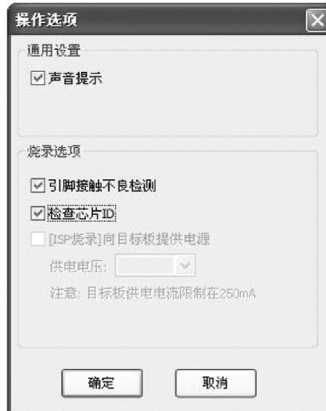 操作选项
通用设置
声音提示
烧录选项
引脚接触不良检测
检查芯片ID
[ISP烧录]向目标板提供电源
供电电压:
注意: 目标板供电电流限制在250mA
确定
取消